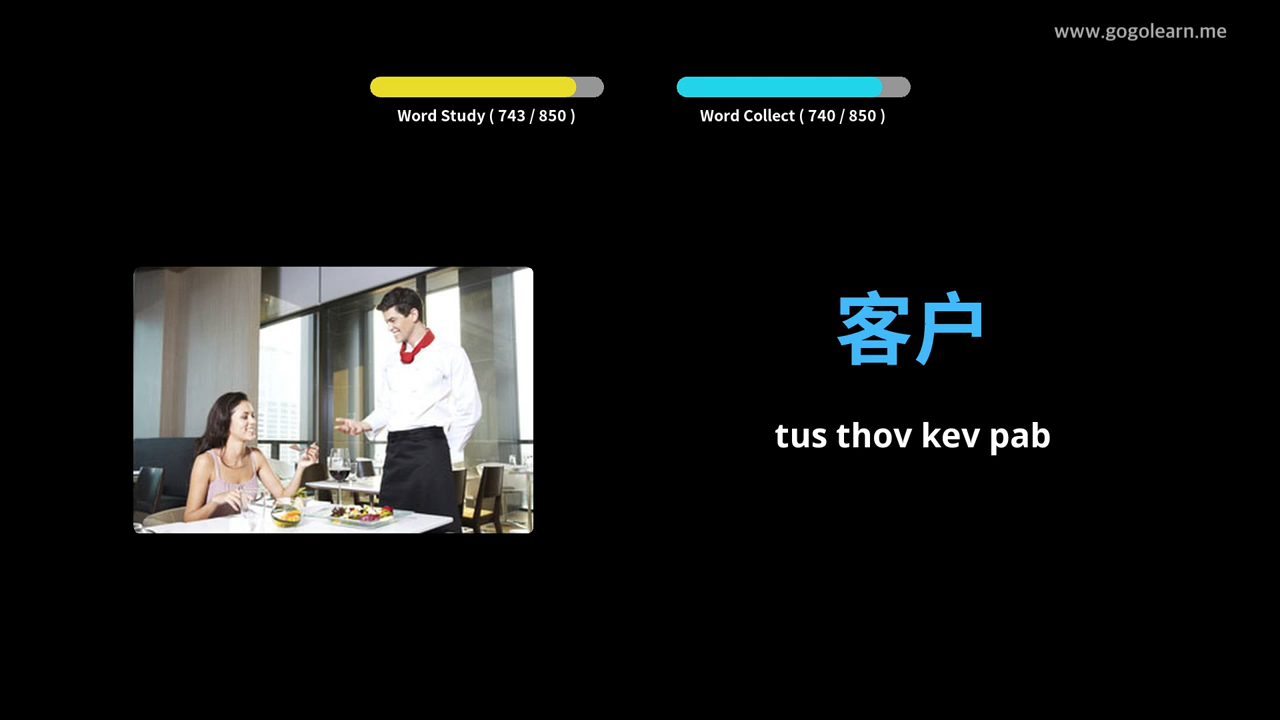 www.gogolearn.me
Word Study ( 743 / 850 )
Word Collect ( 740 / 850 )
客户
tus thov kev pab